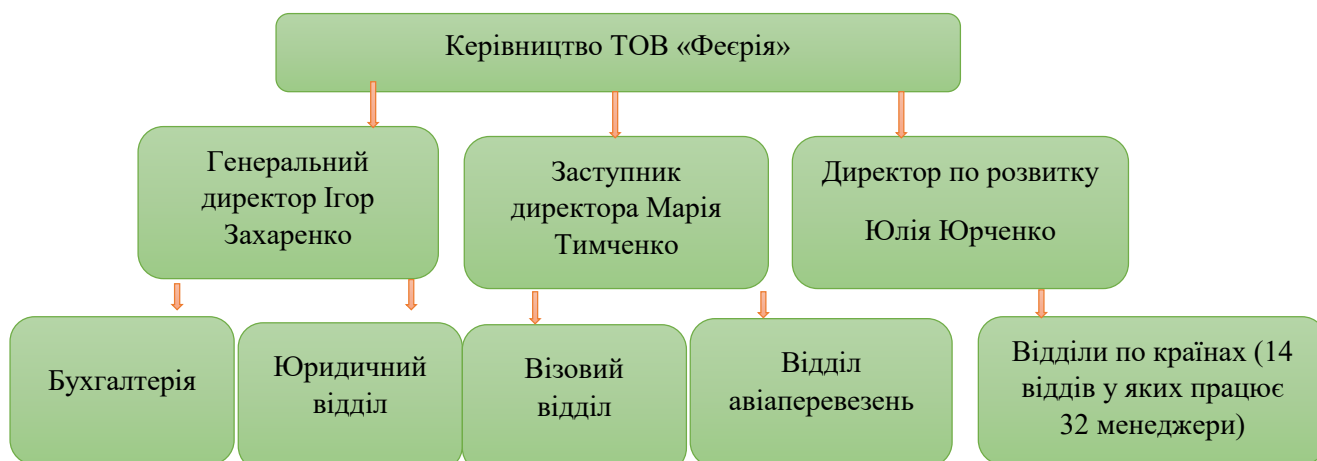 Керівництво ТОВ «Феєрія»
Генеральний
директор Ігор
Захаренко
Заступник
директора Марія
Тимченко
Директор по розвитку
Юлія Юрченко
Бухгалтерія
Юридичний
відділ
Візовий
відділ
Відділ
авіаперевезень
Відділи по країнах (14
віддів у яких працює
32 менеджери)